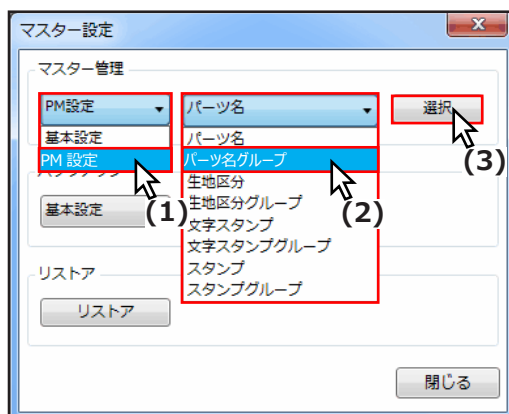 マスター設定
マスター管理
PM設定
パーツ名
選択
基本設定
PM 設定
パーツ名
パーツ名グループ
生地区分
生地区分グループ
文字スタンプ
文字スタンプグループ
スタンプ
スタンプグループ
(1)
(2)
(3)
基本設定
リストア
リストア
閉じる